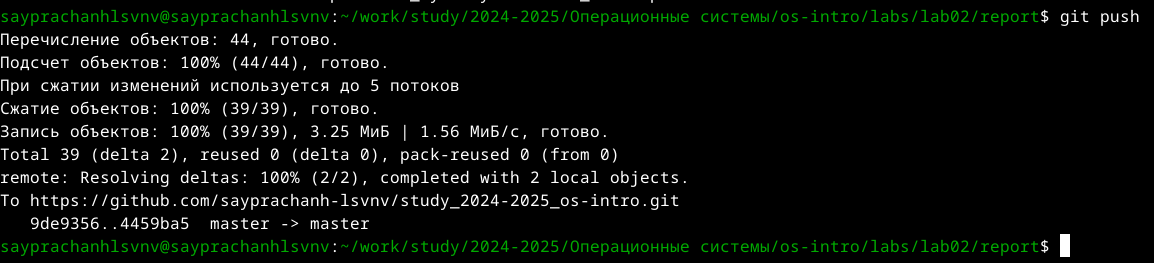 sayprachanhlsvnv@sayprachanhlsvnv:~/work/study/2024-2025/Операционные системы/os-intro/labs/lab02/report$ git push
Перечисление объектов: 44, готово.
Подсчет объектов: 100% (44/44), готово.
При сжатии изменений используется до 5 потоков
Сжатие объектов: 100% (39/39), готово.
Запись объектов: 100% (39/39), 3.25 МиБ | 1.56 МиБ/с, готово.
Total 39 (delta 2), reused 0 (delta 0), pack-reused 0 (from 0)
remote: Resolving deltas: 100% (2/2), completed with 2 local objects.
To https://github.com/sayprachanh-lsvnv/study_2024-2025_os-intro.git
   9de9356..4459ba5  master -> master
sayprachanhlsvnv@sayprachanhlsvnv:~/work/study/2024-2025/Операционные системы/os-intro/labs/lab02/report$